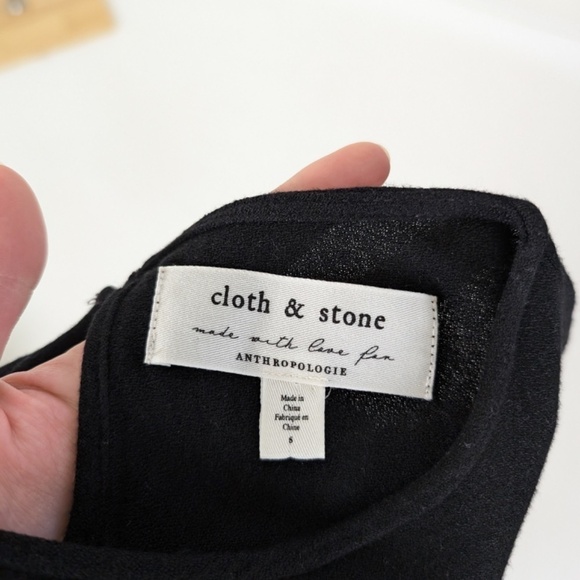 cloth & stone
made with love for
ANTHROPOLOGIE
Made in
China
Fabriqué en
Chine